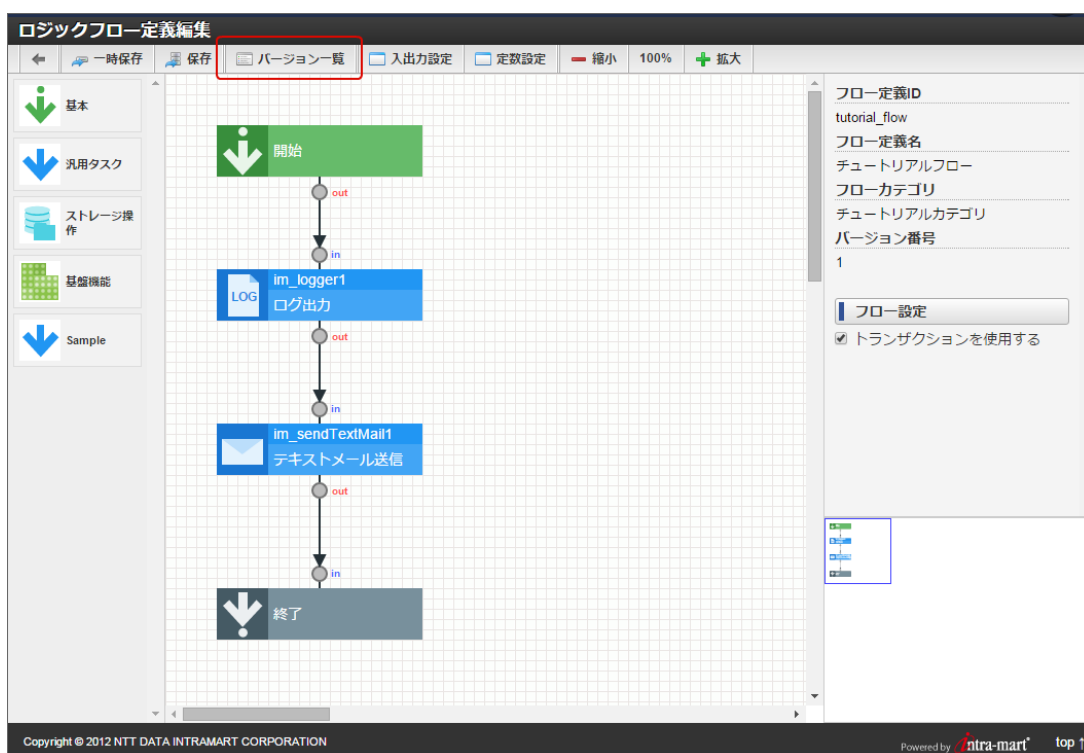 ロジックフロー定義編集
一時保存 保存 バージョン一覧 入出力設定 定数設定 縮小 100% 拡大
基本
汎用タスク
ストレージ操
作
基盤機能
Sample
開始
out
in
im_logger1
LOG
ログ出力
out
in
im_sendTextMail1
テキストメール送信
out
in
終了
フロー定義ID
tutorial_flow
フロー定義名
チュートリアルフロー
フローカテゴリ
チュートリアルカテゴリ
バージョン番号
1
フロー設定
トランザクションを使用する
Copyright © 2012 NTT DATA INTRAMART CORPORATION
Powered by intra-mart
top ↑